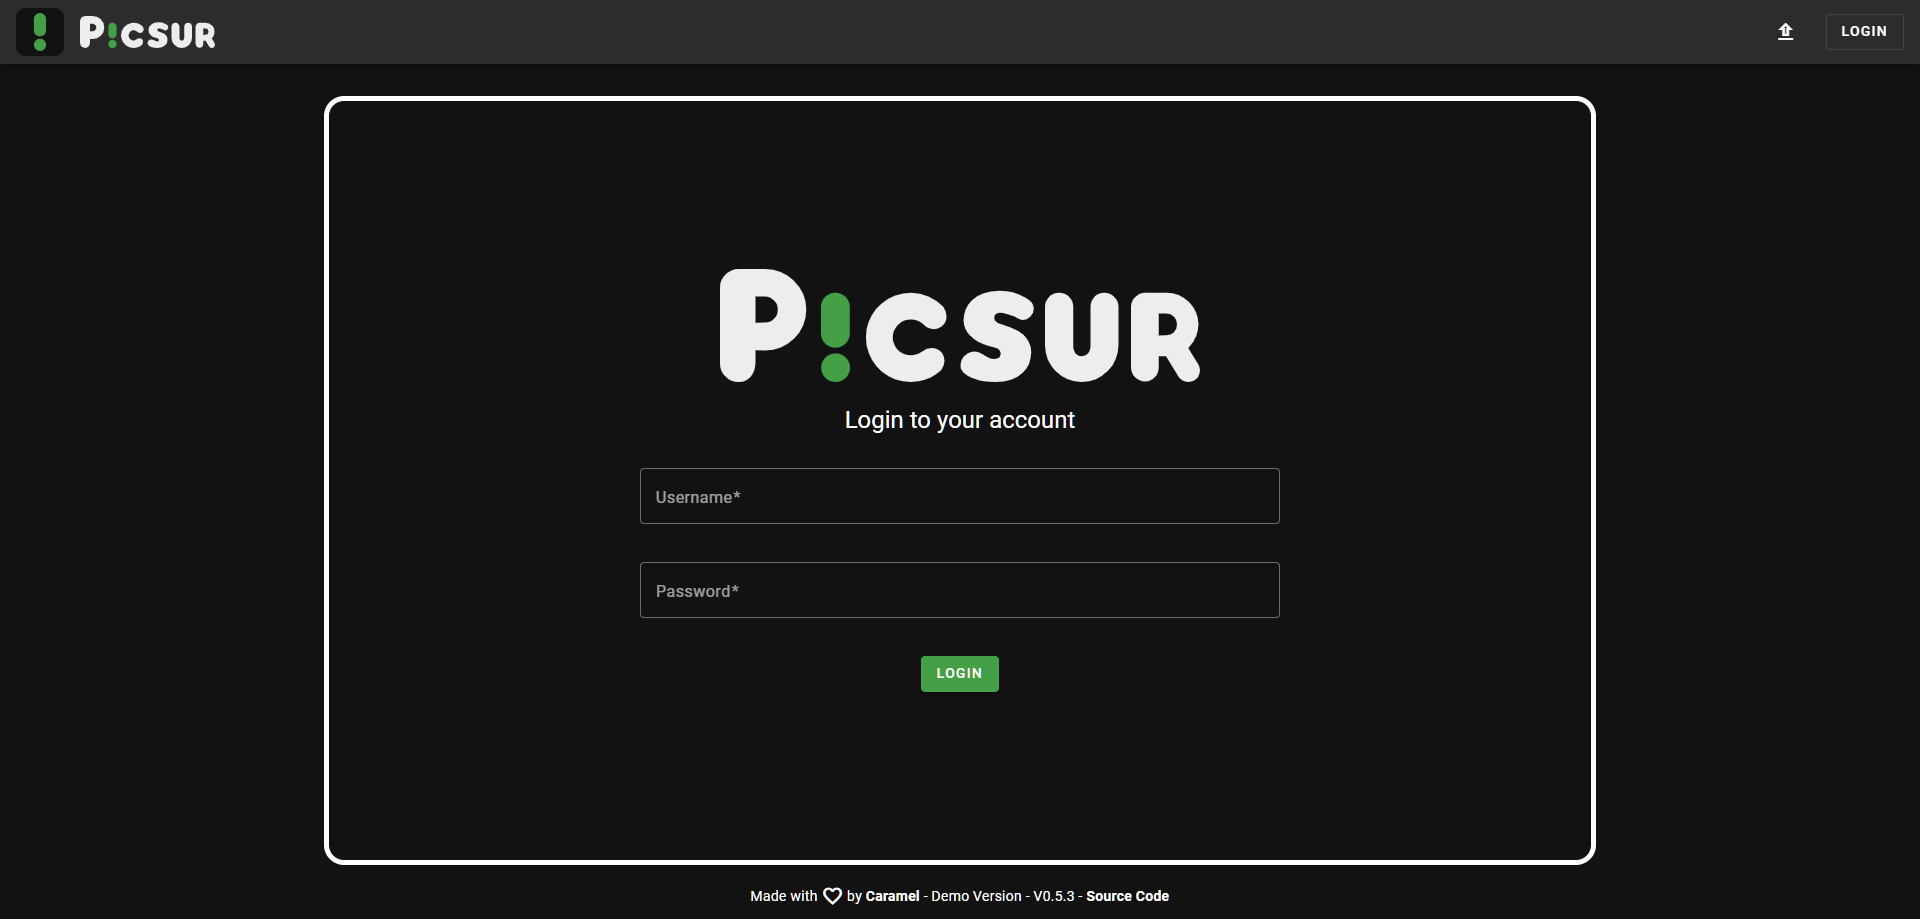 P!CSUR
LOGIN
P!CSUR
Login to your account
Username*
Password*
LOGIN
Made with by Caramel - Demo Version - V0.5.3 - Source Code